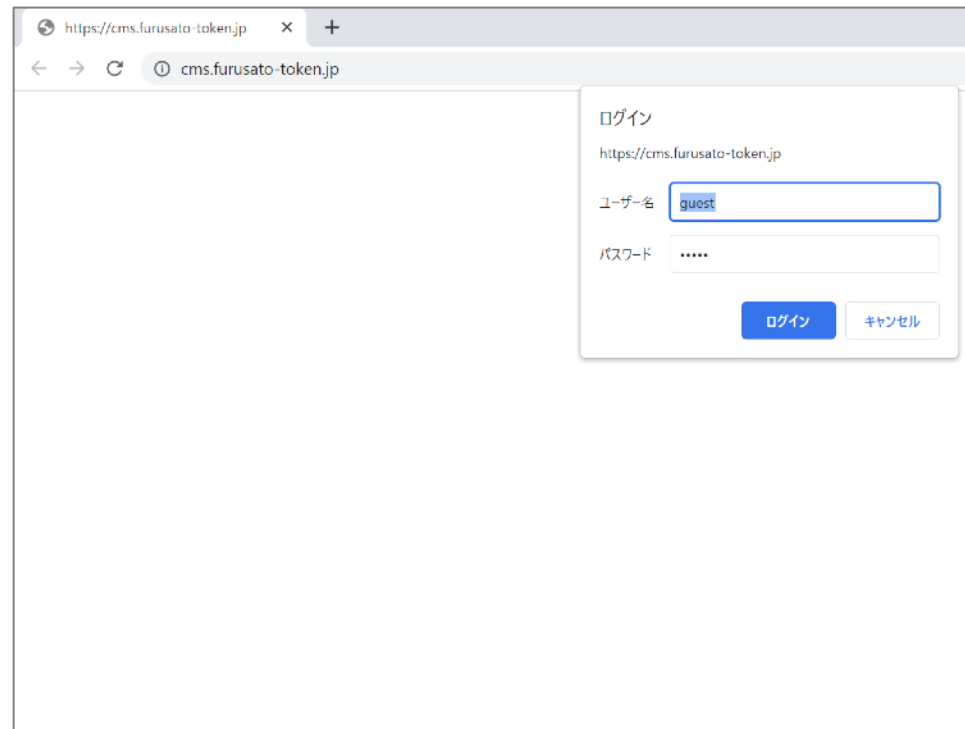 https://cms.furusato-token.jp
cms.furusato-token.jp
ログイン
https://cms.furusato-token.jp
ユーザー名 guest
パスワード •••••
ログイン キャンセル